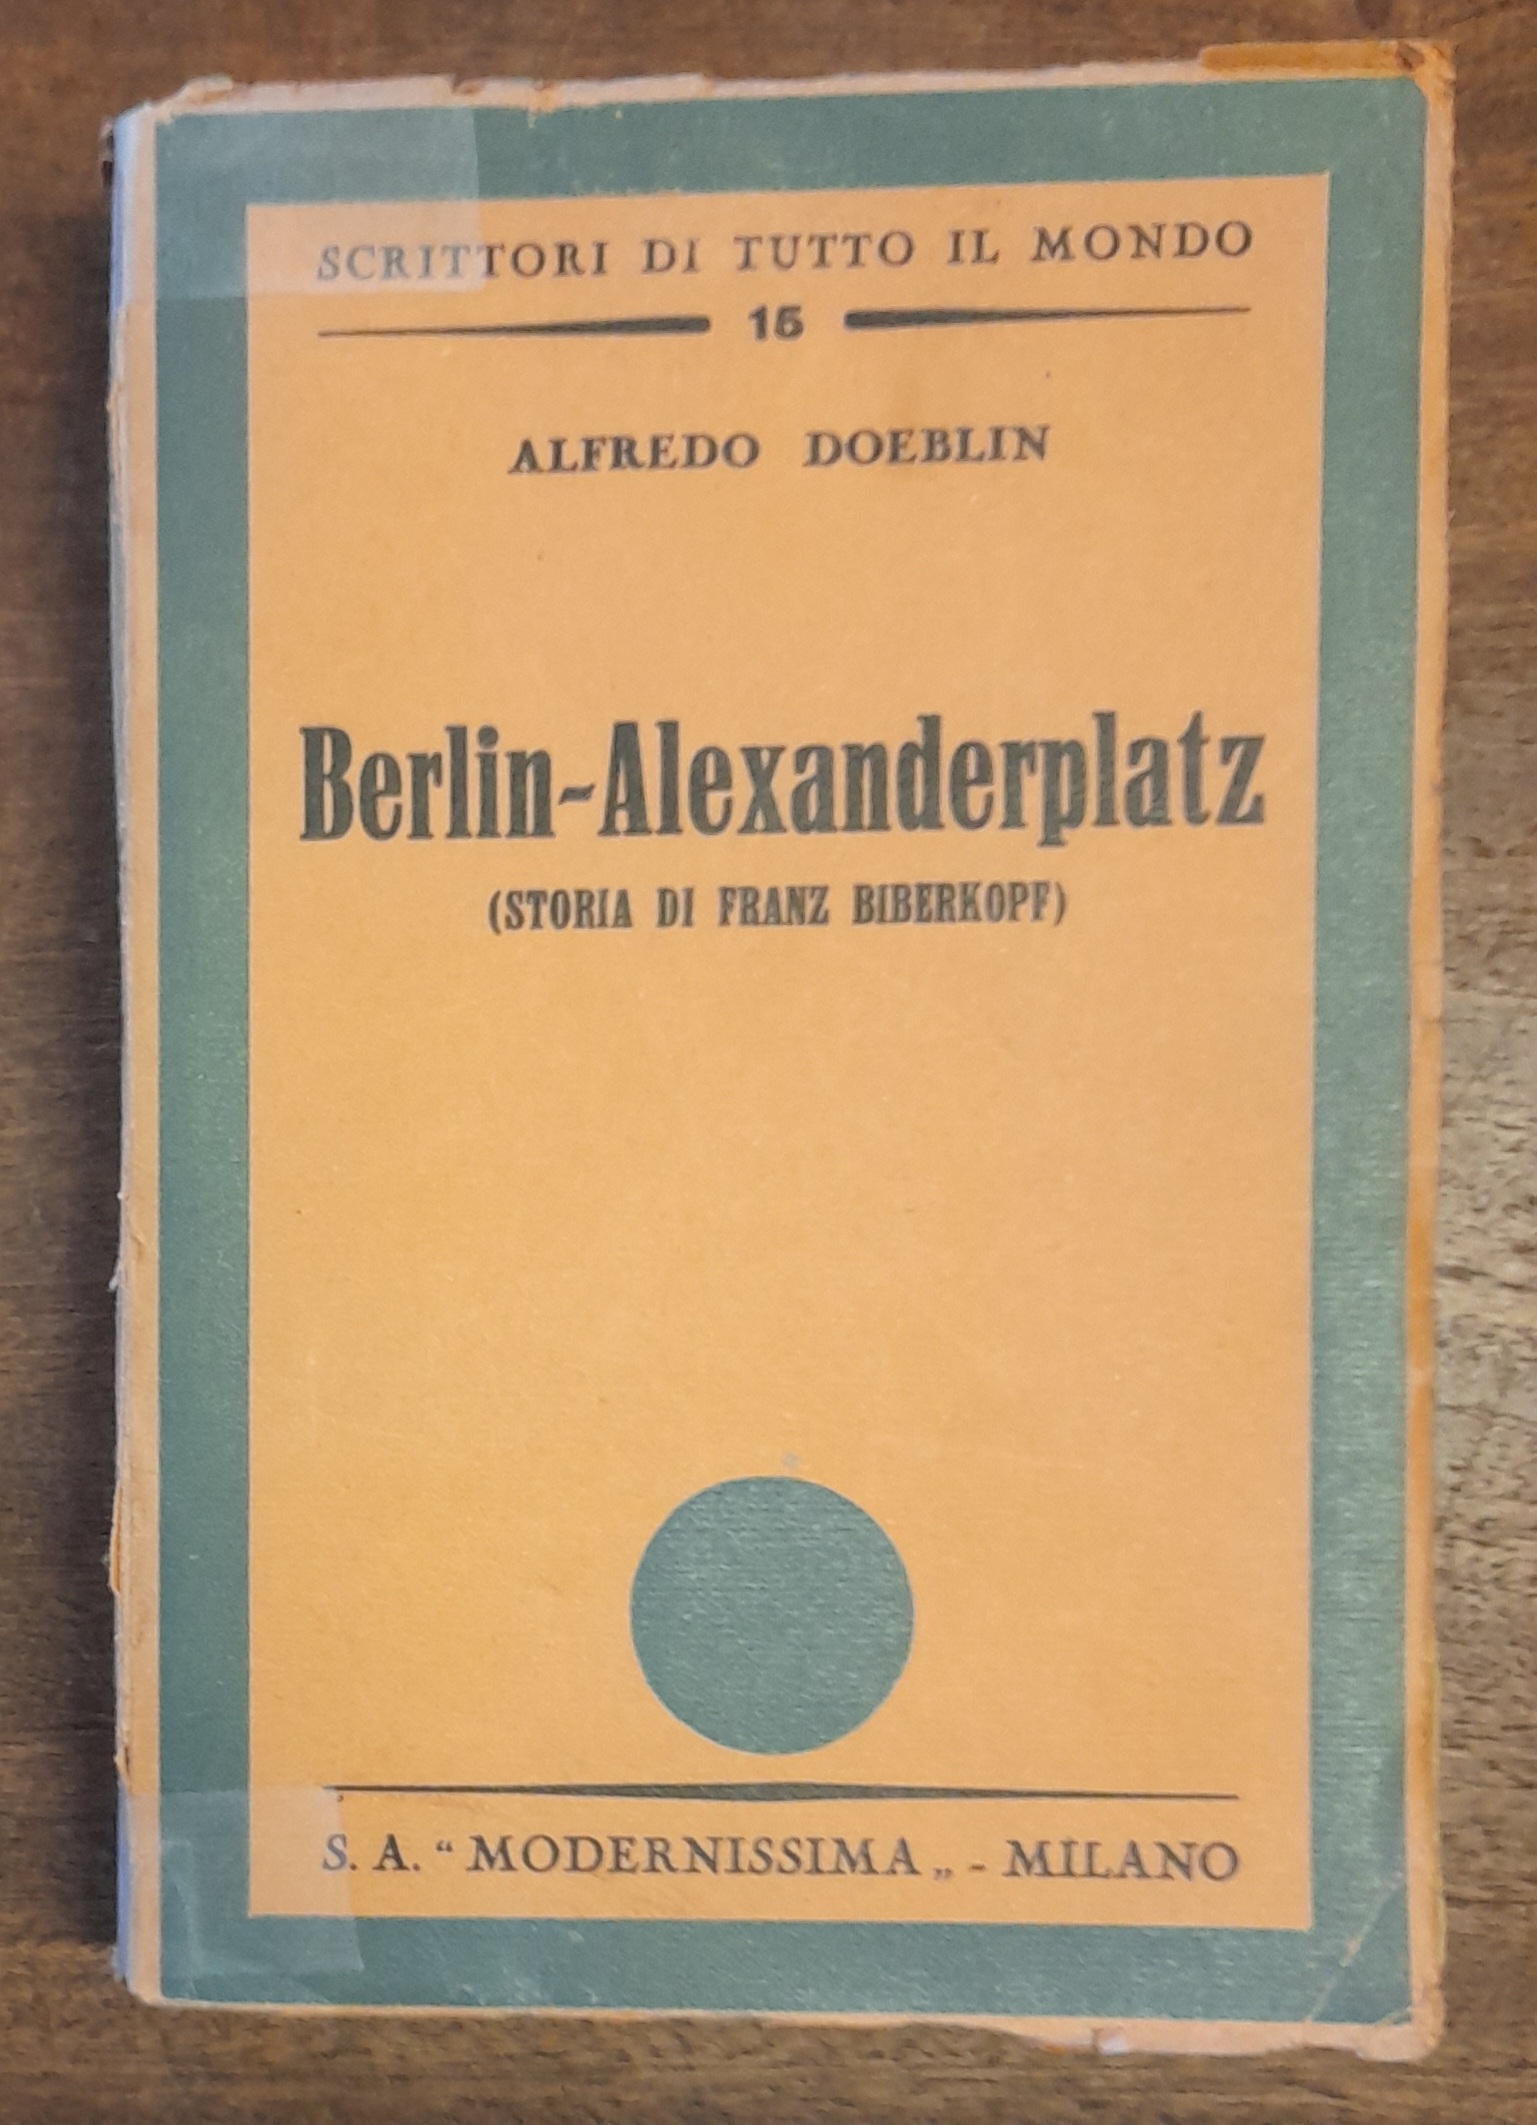 SCRITTORI DI TUTTO IL MONDO
15
ALFREDO DOEBLIN
Berlin-Alexanderplatz
(STORIA DI FRANZ BIBERKOPF)
S. A. “ MODERNISSIMA „ - MILANO